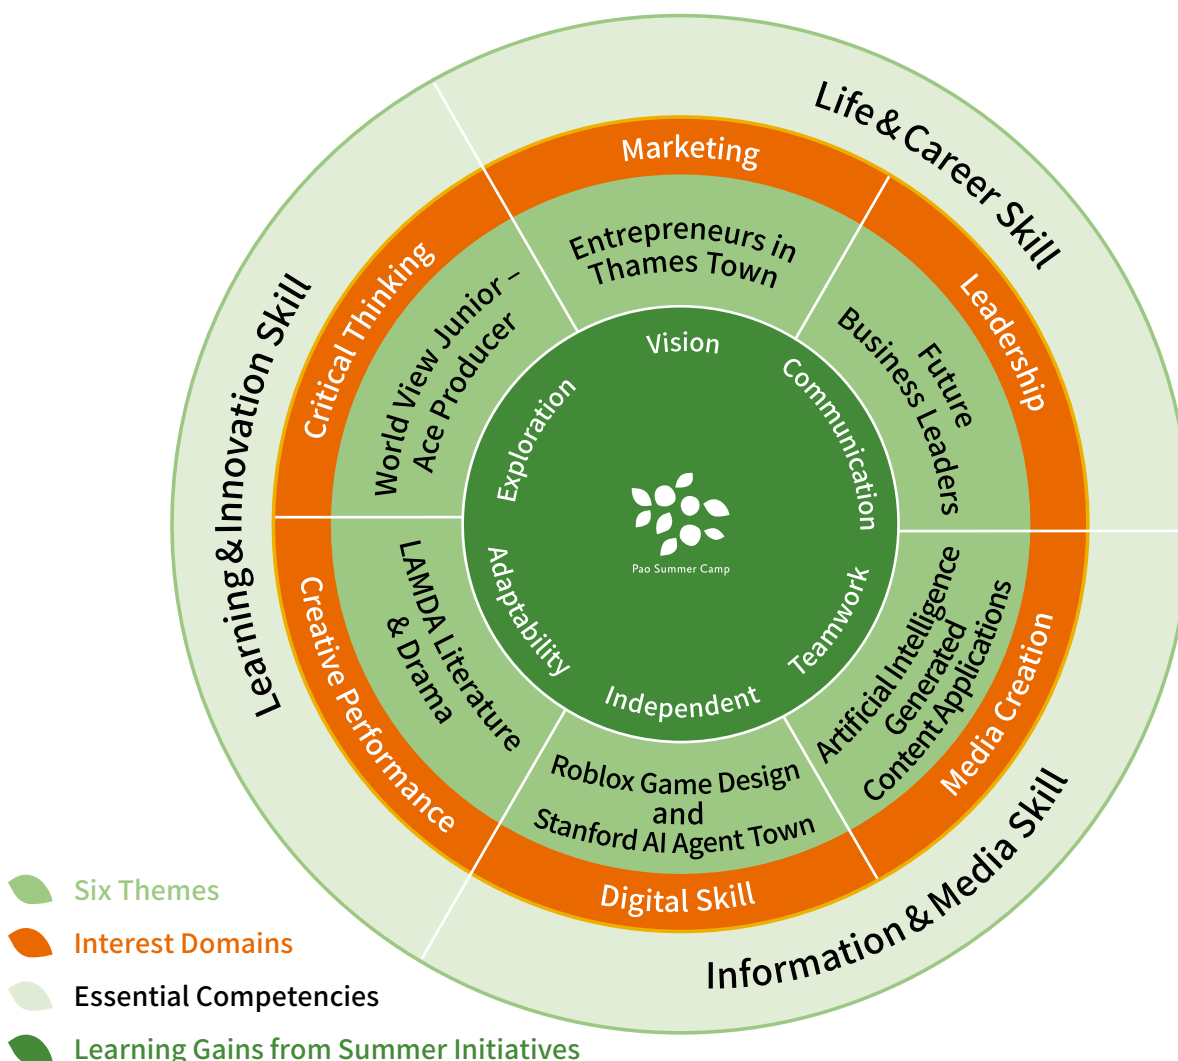 Life & Career Skill
Learning & Innovation Skill
Information & Media Skill
Marketing
Leadership
Media Creation
Digital Skill
Creative Performance
Critical Thinking
Entrepreneurs in
Thames Town
Future
Business Leaders
Artificial Intelligence
Generated
Content Applications
Roblox Game Design
and
Stanford AI Agent Town
LAMDA Literature
& Drama
World View Junior –
Ace Producer
Vision
Communication
Teamwork
Independent
Adaptability
Exploration
Pao Summer Camp
Six Themes
Interest Domains
Essential Competencies
Learning Gains from Summer Initiatives